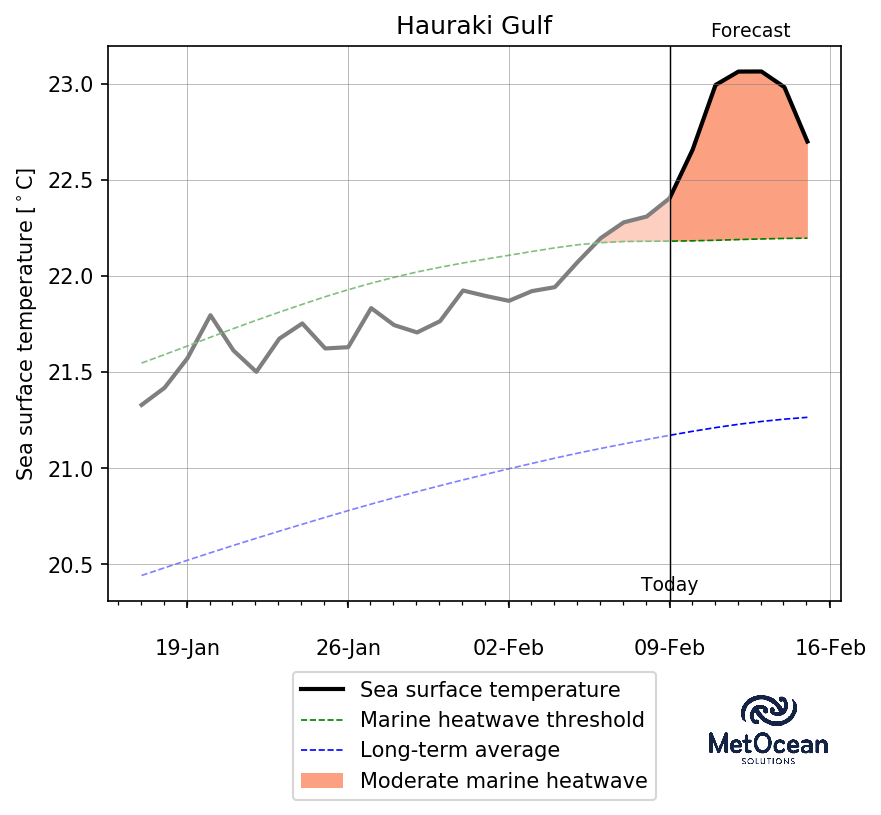 Hauraki Gulf
Forecast
Sea surface temperature [°C]
23.0
22.5
22.0
21.5
21.0
20.5
Today
19-Jan 26-Jan 02-Feb 09-Feb 16-Feb
Sea surface temperature
Marine heatwave threshold
Long-term average
Moderate marine heatwave
MetOcean
SOLUTIONS